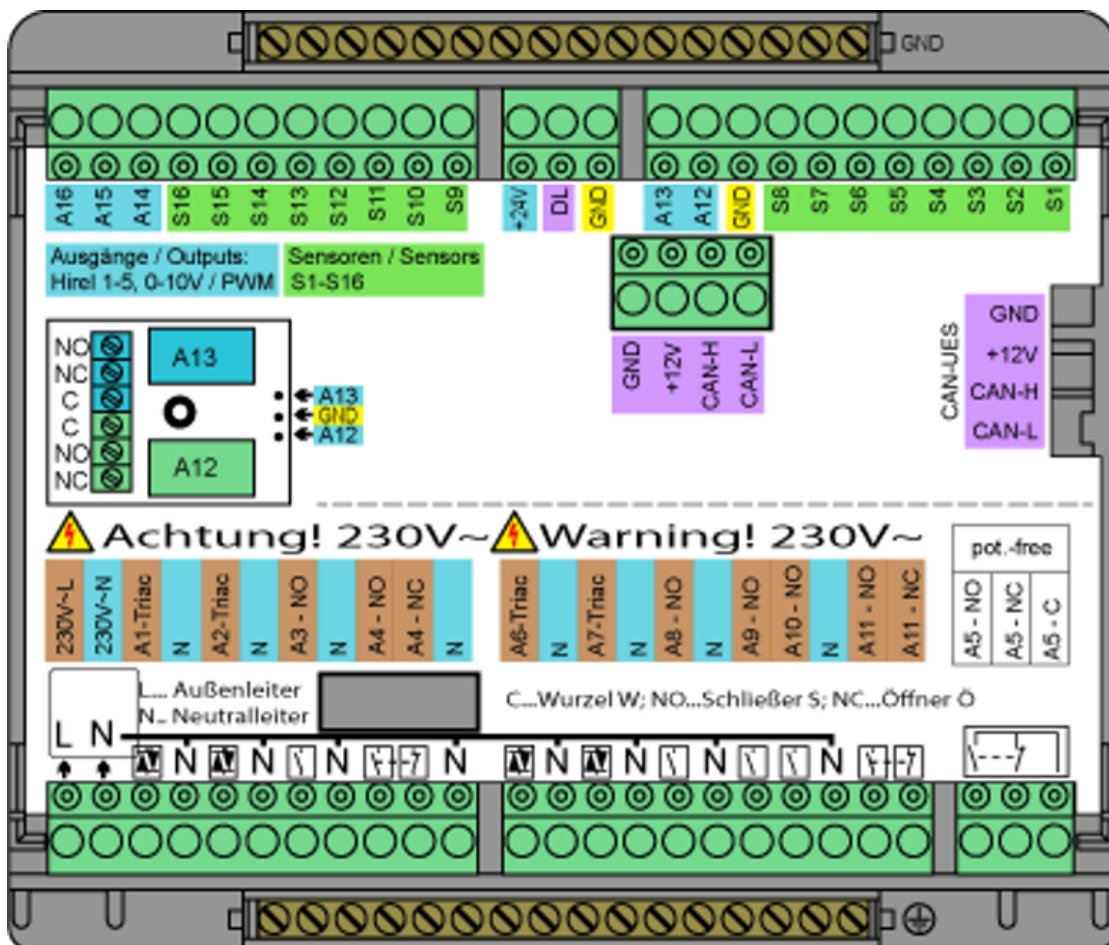 GND
A16 A15 A14 S16 S15 S14 S13 S12 S11 S10 S9 +24V DL GND A13 A12 GND S8 S7 S6 S5 S4 S3 S2 S1
Ausgänge / Outputs:
Hirel 1-5, 0-10V / PWM
Sensoren / Sensors
S1-S16
GND +12V CAN-H CAN-L
CAN-UES
GND
+12V
CAN-H
CAN-L
NO
NC
C
C
NO
NC
A13
A12
A13
GND
A12
Achtung! 230V~ Warning! 230V~
pot.-free
230V~L 230V~N A1-Triac N A2-Triac N A3 - NO N A4 - NO A4 - NC N A6-Triac N A7-Triac N A8 - NO N A9 - NO A10 - NO N A11 - NO A11 - NC A5 - NO A5 - NC A5 - C
L... Außenleiter
N.. Neutralleiter
C...Wurzel W; NO...Schließer S; NC...Öffner Ö
L N N N N N N N N N